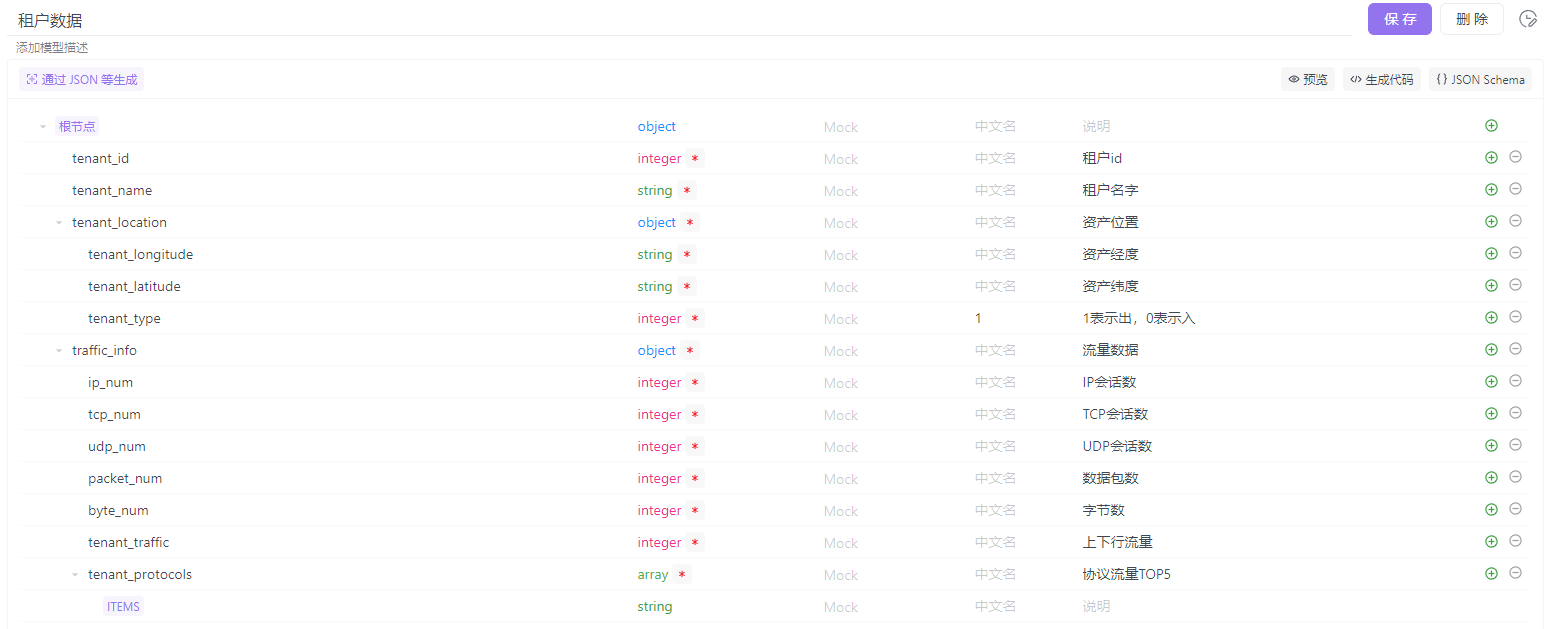 租户数据 保 存 删 除
添加模型描述
通过 JSON 等生成 预览 生成代码 JSON Schema
根节点 object Mock 中文名 说明
tenant_id integer * Mock 中文名 租户id
tenant_name string * Mock 中文名 租户名字
tenant_location object * Mock 中文名 资产位置
tenant_longitude string * Mock 中文名 资产经度
tenant_latitude string * Mock 中文名 资产纬度
tenant_type integer * Mock 1 1表示出，0表示入
traffic_info object * Mock 中文名 流量数据
ip_num integer * Mock 中文名 IP会话数
tcp_num integer * Mock 中文名 TCP会话数
udp_num integer * Mock 中文名 UDP会话数
packet_num integer * Mock 中文名 数据包数
byte_num integer * Mock 中文名 字节数
tenant_traffic integer * Mock 中文名 上下行流量
tenant_protocols array * Mock 中文名 协议流量TOP5
ITEMS string Mock 中文名 说明